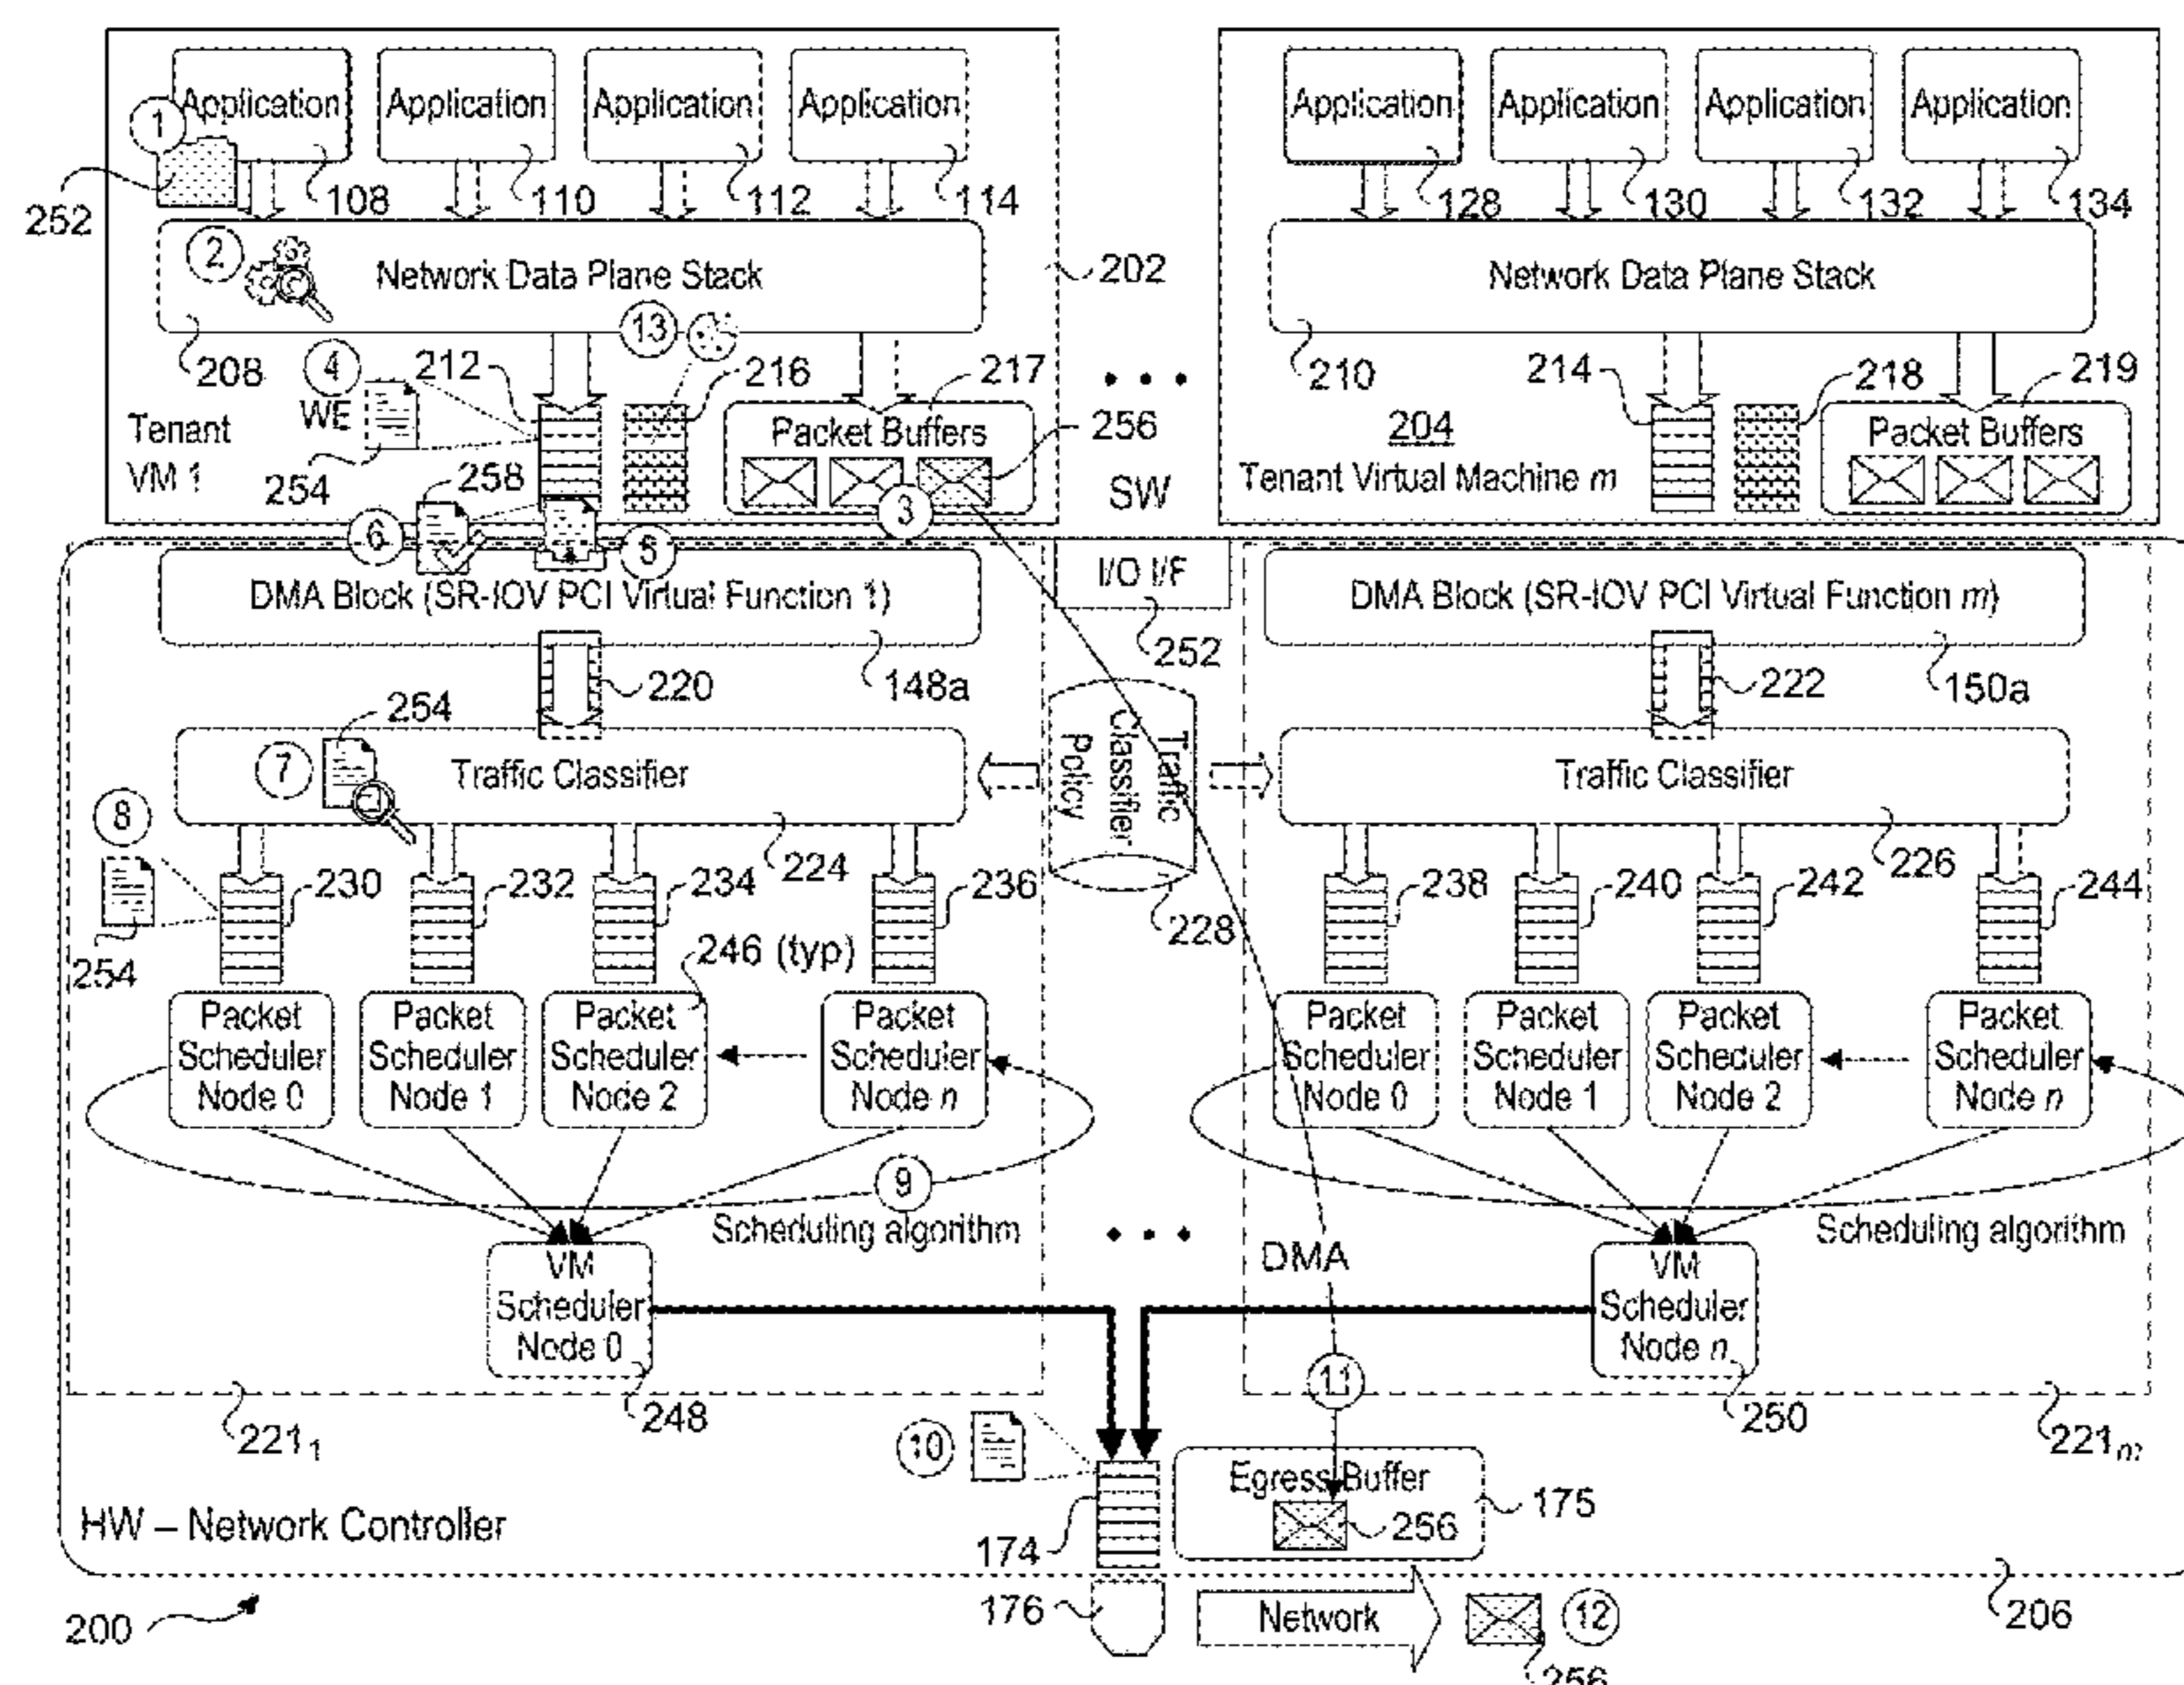 Application Application Application Application
1
252
108 110 112 114
2
Network Data Plane Stack
202
13
208
4
212
216
217
WE
254
Packet Buffers
256
Tenant
VM 1
258
3
6
5
Application Application Application Application
128 130 132 134
Network Data Plane Stack
210
214
218
219
204
Packet Buffers
Tenant Virtual Machine m
SW
I/O I/F
252
DMA Block (SR-IOV PCI Virtual Function 1)
148a
220
254
7
Traffic Classifier
224
8
254
230 232 234 236
246 (typ)
Packet
Scheduler
Node 0
Packet
Scheduler
Node 1
Packet
Scheduler
Node 2
Packet
Scheduler
Node n
9
Scheduling algorithm
VM
Scheduler
Node 0
248
221₁
Traffic
Classifier
Policy
228
DMA Block (SR-IOV PCI Virtual Function m)
150a
222
Traffic Classifier
226
238 240 242 244
Packet
Scheduler
Node 0
Packet
Scheduler
Node 1
Packet
Scheduler
Node 2
Packet
Scheduler
Node n
Scheduling algorithm
VM
Scheduler
Node n
250
221ₘ
DMA
11
10
Egress Buffer
256
175
174
HW – Network Controller
206
200
176
Network
12
256